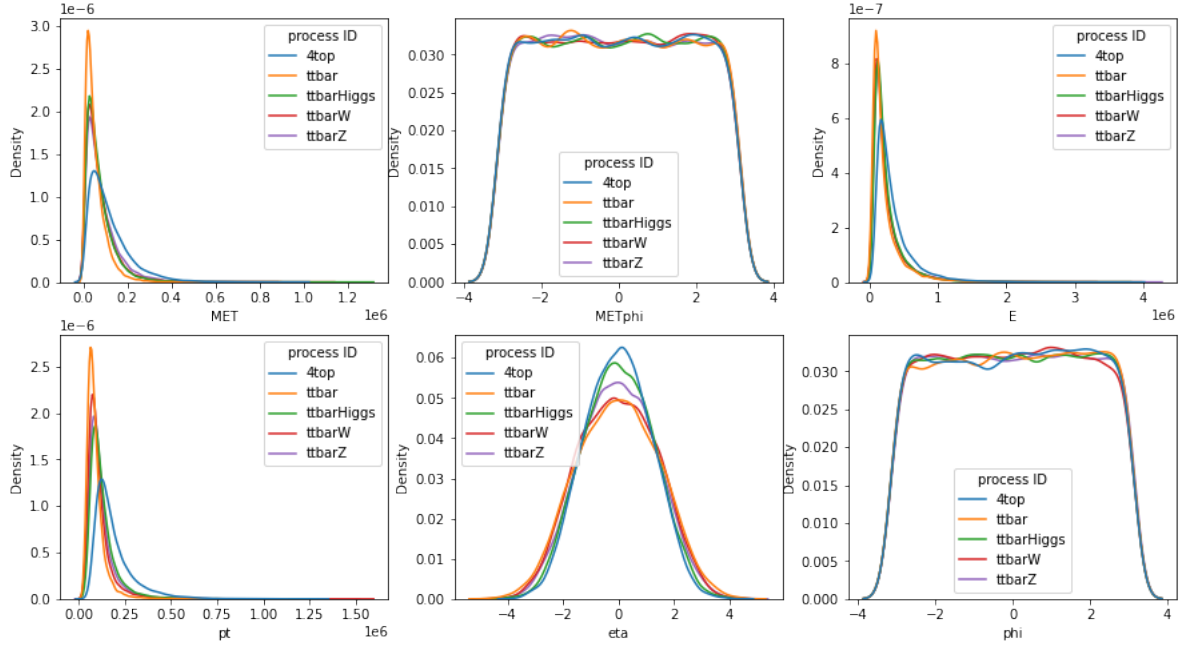 1e−6
3.0
2.5
2.0
1.5
1.0
0.5
0.0
Density
0.0 0.2 0.4 0.6 0.8 1.0 1.2
1e6
MET
process ID
4top
ttbar
ttbarHiggs
ttbarW
ttbarZ
0.030
0.025
0.020
0.015
0.010
0.005
0.000
Density
−4 −2 0 2 4
METphi
process ID
4top
ttbar
ttbarHiggs
ttbarW
ttbarZ
1e−7
8
6
4
2
0
Density
0 1 2 3 4
1e6
E
process ID
4top
ttbar
ttbarHiggs
ttbarW
ttbarZ
1e−6
2.5
2.0
1.5
1.0
0.5
0.0
Density
0.00 0.25 0.50 0.75 1.00 1.25 1.50
1e6
pt
process ID
4top
ttbar
ttbarHiggs
ttbarW
ttbarZ
0.06
0.05
0.04
0.03
0.02
0.01
0.00
Density
−4 −2 0 2 4
eta
process ID
4top
ttbar
ttbarHiggs
ttbarW
ttbarZ
0.030
0.025
0.020
0.015
0.010
0.005
0.000
Density
−4 −2 0 2 4
phi
process ID
4top
ttbar
ttbarHiggs
ttbarW
ttbarZ